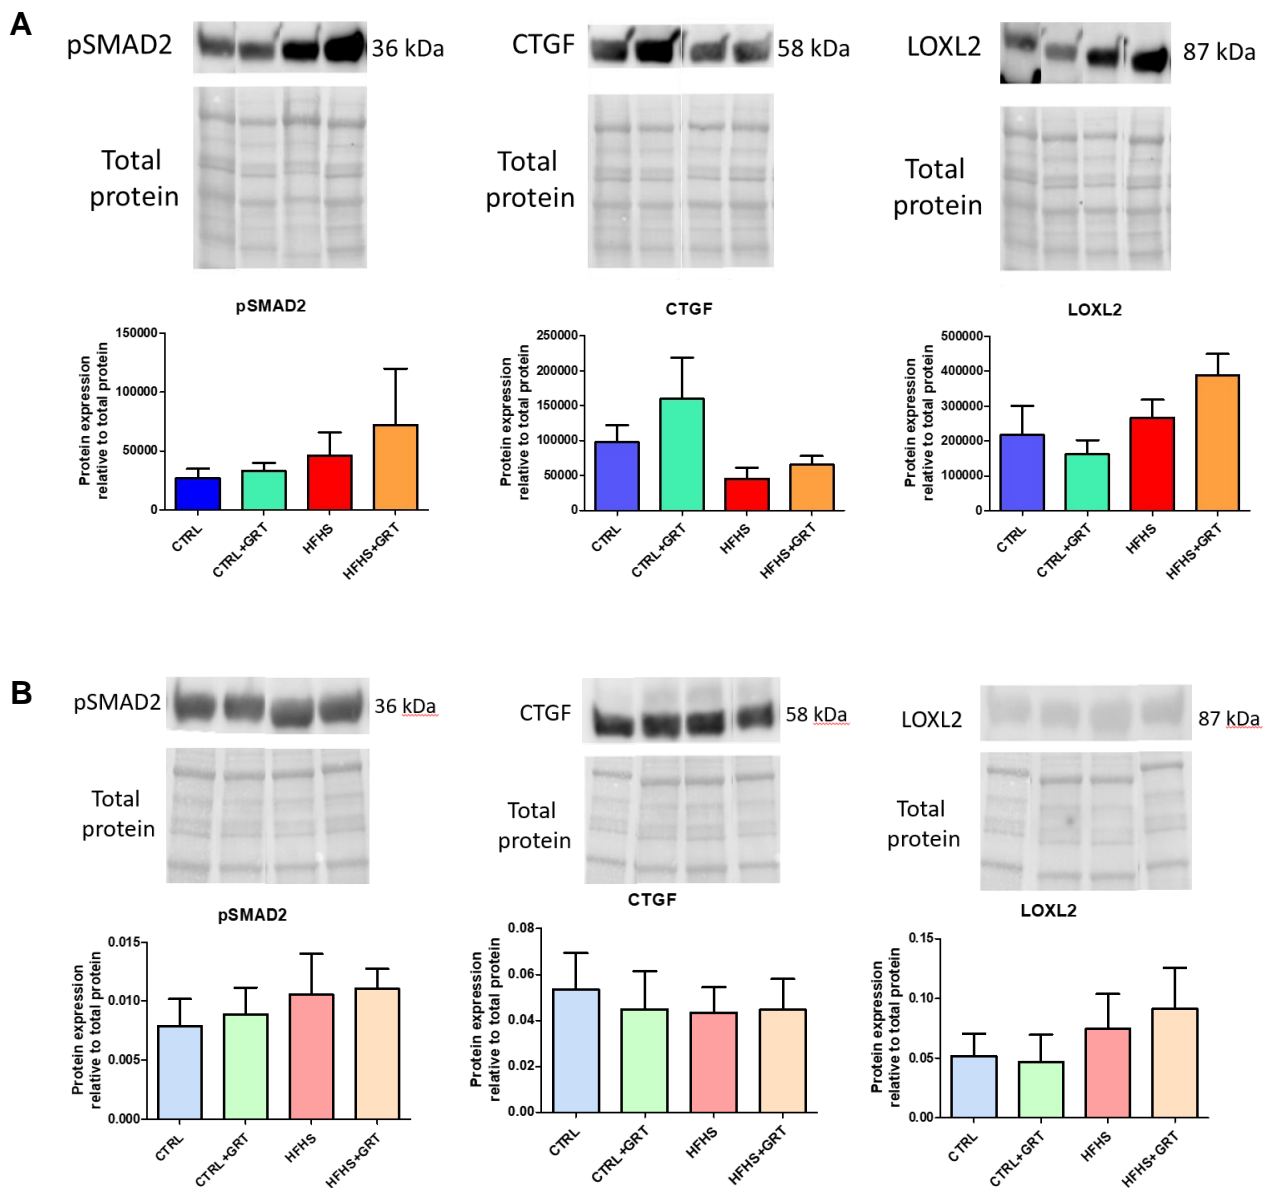 A
pSMAD2
36 kDa
CTGF
58 kDa
LOXL2
87 kDa
Total
protein
Total
protein
Total
protein
pSMAD2
Protein expression
relative to total protein
150000
100000
50000
0
CTRL
CTRL+GRT
HFHS
HFHS+GRT
CTGF
Protein expression
relative to total protein
250000
200000
150000
100000
50000
0
CTRL
CTRL+GRT
HFHS
HFHS+GRT
LOXL2
Protein expression
relative to total protein
500000
400000
300000
200000
100000
0
CTRL
CTRL+GRT
HFHS
HFHS+GRT
B
pSMAD2
36 kDa
CTGF
58 kDa
LOXL2
87 kDa
Total
protein
Total
protein
Total
protein
pSMAD2
Protein expression
relative to total protein
0.015
0.010
0.005
0.000
CTRL
CTRL+GRT
HFHS
HFHS+GRT
CTGF
Protein expression
relative to total protein
0.08
0.06
0.04
0.02
0.00
CTRL
CTRL+GRT
HFHS
HFHS+GRT
LOXL2
Protein expression
relative to total protein
0.15
0.10
0.05
0.00
CTRL
CTRL+GRT
HFHS
HFHS+GRT